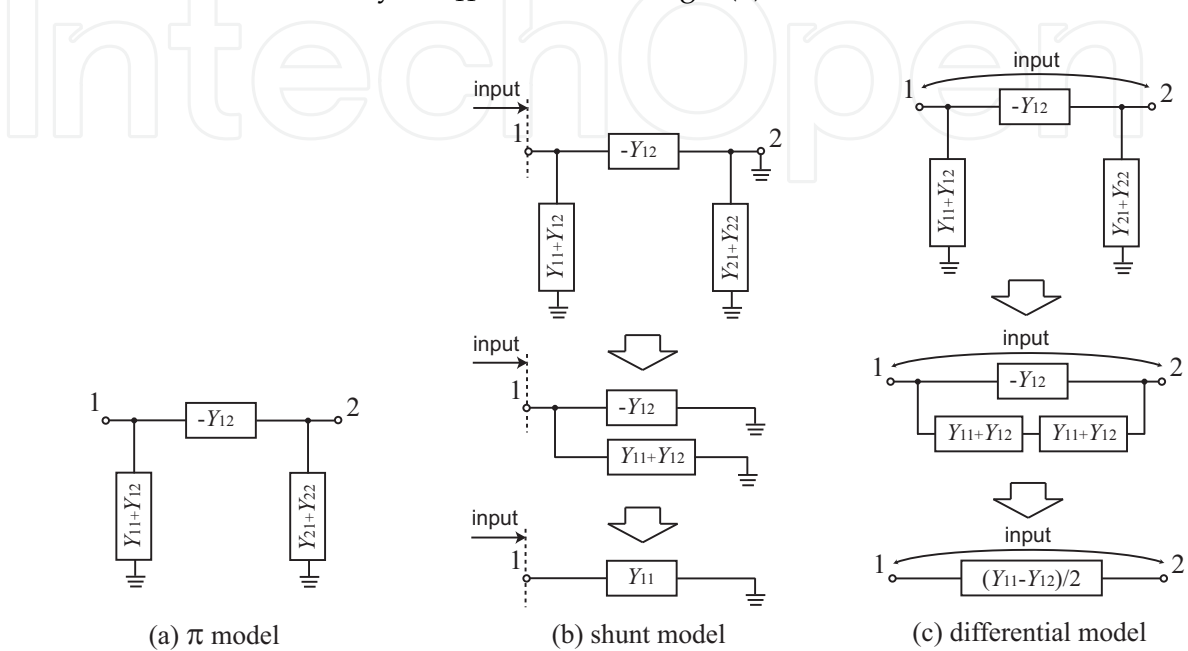 IntechOpen
input
1
-Y12
2
Y11+Y12
Y21+Y22
input
1
-Y12
Y11+Y12
input
1
Y11
(b) shunt model
1
-Y12
2
Y11+Y12
Y21+Y22
(a) π model
input
1
-Y12
2
Y11+Y12
Y21+Y22
input
1
-Y12
2
Y11+Y12
Y11+Y12
input
1
(Y11-Y12)/2
2
(c) differential model